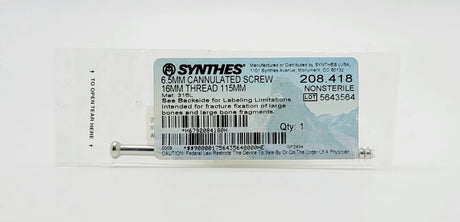 SYNTHES®
Manufactured or Distributed by SYNTHES (USA)
1101 Synthes Avenue, Monument, CO 80132
6.5MM CANNULATED SCREW
16MM THREAD 115MM
208.418
Mat: 316L
NONSTERILE
See Backside for Labeling Limitations.
LOT 5643564
Intended for fracture fixation of large
bones and large bone fragments.
Qty: 1
CAUTION: Federal Law Restricts This Device To Sale By Or On The Order Of A Physician.
TO OPEN TEAR HERE